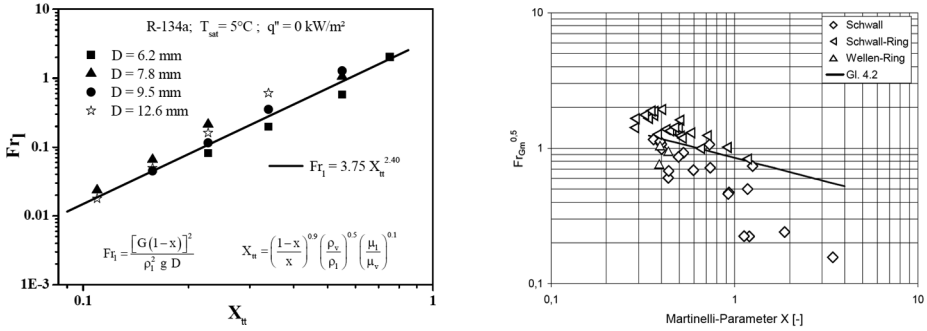 R-134a; T_sat = 5°C ; q" = 0 kW/m²
D = 6.2 mm
D = 7.8 mm
D = 9.5 mm
D = 12.6 mm
Fr_l = 3.75 X_tt^2.40
Fr_l = [G(1-x)]^2 / ρ_l^2 g D
X_tt = ((1-x)/x)^0.9 (ρ_v/ρ_l)^0.5 (μ_l/μ_v)^0.1
10
1
0.1
0.01
1E-3
Fr_l
0.1
1
X_tt
Schwall
Schwall-Ring
Wellen-Ring
Gl. 4.2
10
1
0,1
Fr_Gm^0,5
0,1
1
10
Martinelli-Parameter X [-]